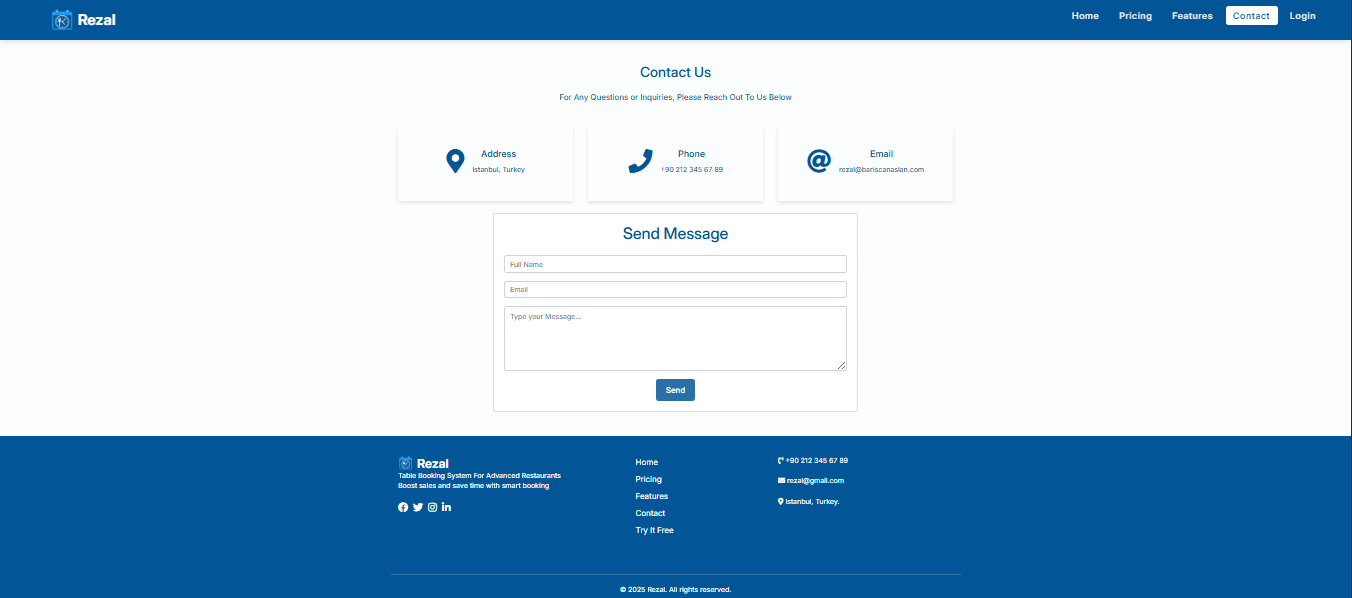 Rezal
Home Pricing Features Contact Login
Contact Us
For Any Questions or Inquiries, Please Reach Out To Us Below
Address
Istanbul, Turkey
Phone
+90 212 345 67 89
Email
rezal@bariscanaslan.com
Send Message
Full Name
Email
Type your Message...
Send
Rezal
Table Booking System For Advanced Restaurants
Boost sales and save time with smart booking
Home
Pricing
Features
Contact
Try It Free
+90 212 345 67 89
rezal@gmail.com
Istanbul, Turkey.
© 2025 Rezal. All rights reserved.